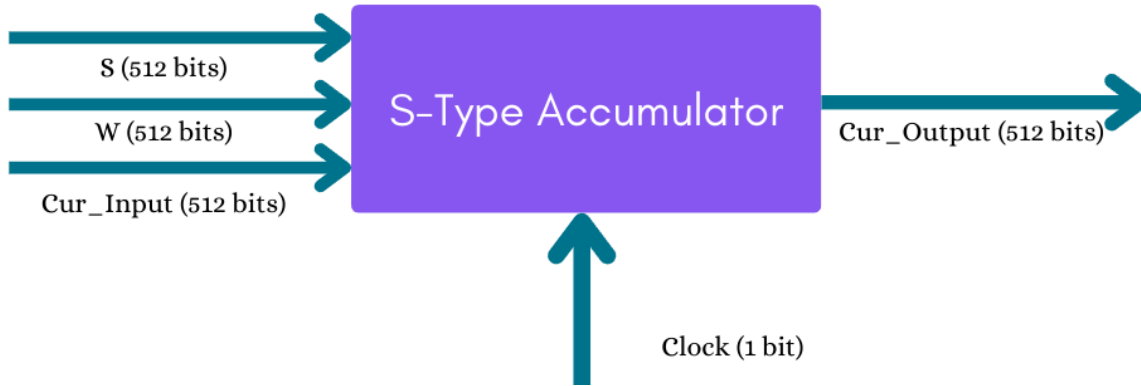 S (512 bits)
W (512 bits)
Cur_Input (512 bits)
S-Type Accumulator
Cur_Output (512 bits)
Clock (1 bit)